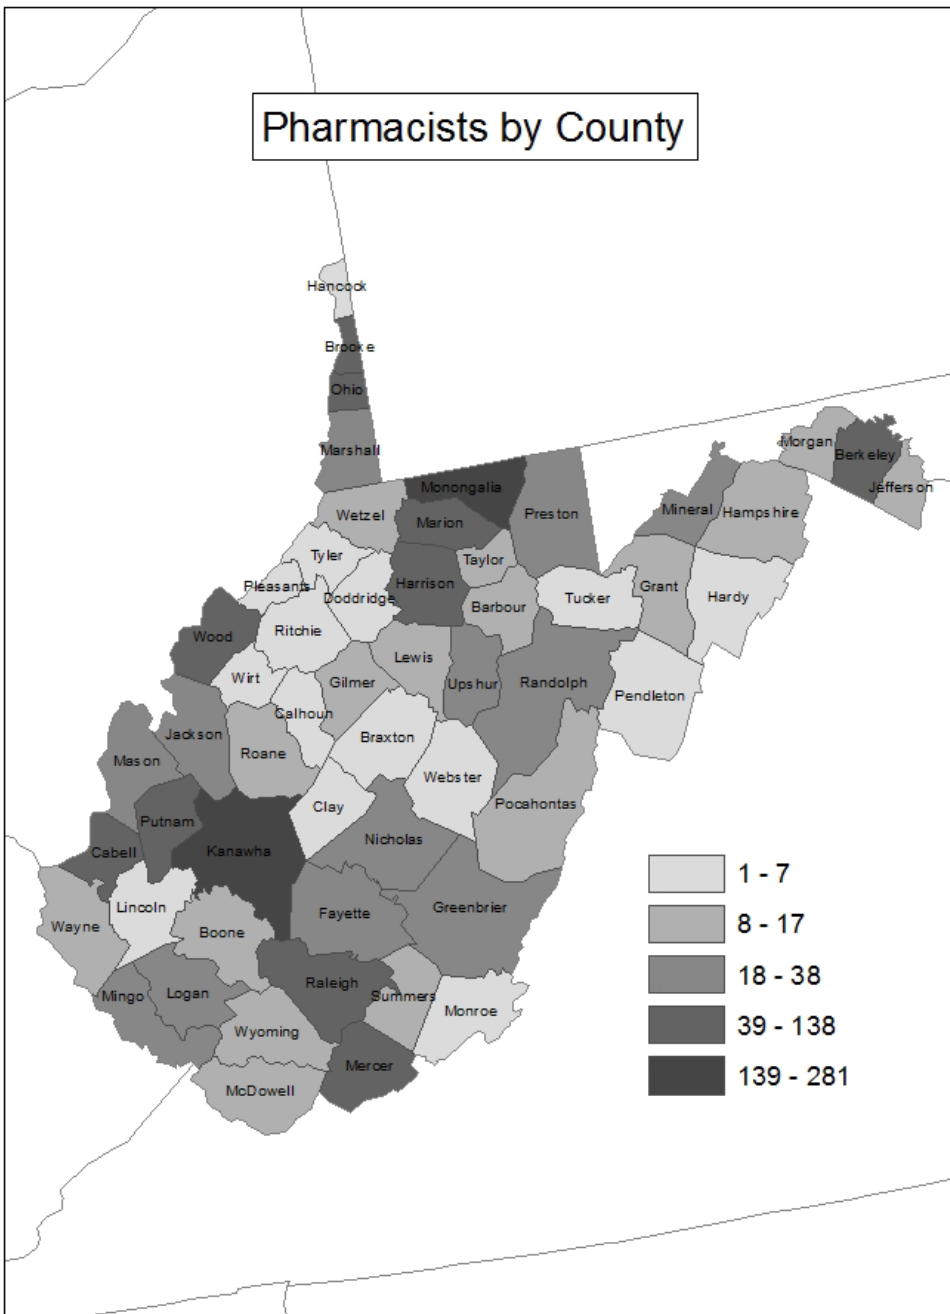 Pharmacists by County
Hancock
Brooke
Ohio
Marshall
Morgan
Berkeley
Jefferson
Monongalia
Wetzel
Marion
Preston
Mineral
Hampshire
Tyler
Taylor
Pleasants
Doddridge
Harrison
Barbour
Tucker
Grant
Hardy
Wood
Ritchie
Lewis
Wirt
Gilmer
Upshur
Randolph
Pendleton
Calhoun
Jackson
Roane
Braxton
Mason
Webster
Clay
Pocahontas
Putnam
Nicholas
Cabell
Kanawha
1 - 7
Lincoln
Fayette
Greenbrier
Wayne
Boone
8 - 17
18 - 38
Raleigh
Mingo
Logan
Summers
Monroe
39 - 138
Wyoming
Mercer
139 - 281
McDowell